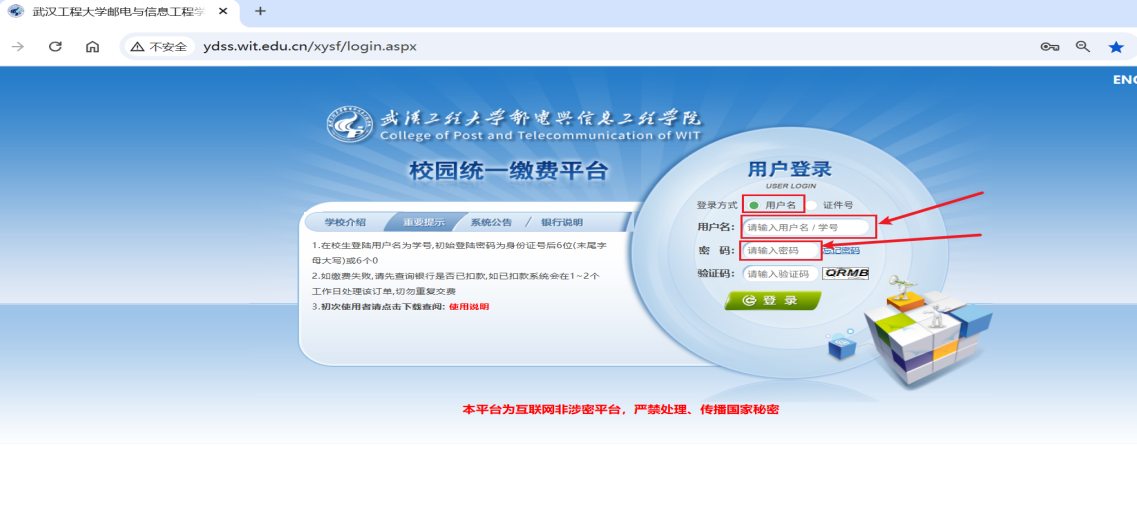 武汉工程大学邮电与信息工程学
不安全 ydss.wit.edu.cn/xysf/login.aspx
ENG
武汉工程大学邮电与信息工程学院
College of Post and Telecommunication of WIT
校园统一缴费平台
用户登录
USER LOGIN
登录方式 用户名 证件号
学校介绍 重要提示 系统公告 / 银行说明
用户名: 请输入用户名 / 学号
1.在校生登陆用户名为学号,初始登陆密码为身份证号后6位(末尾字
母大写)或6个0
密 码: 请输入密码 忘记密码
2.如缴费失败,请先查询银行是否已扣款,如已扣款系统会在1~2个
工作日处理该订单,切勿重复交费
验证码: 请输入验证码 QRMB
3.初次使用者请点击下载查阅: 使用说明
登 录
本平台为互联网非涉密平台，严禁处理、传播国家秘密